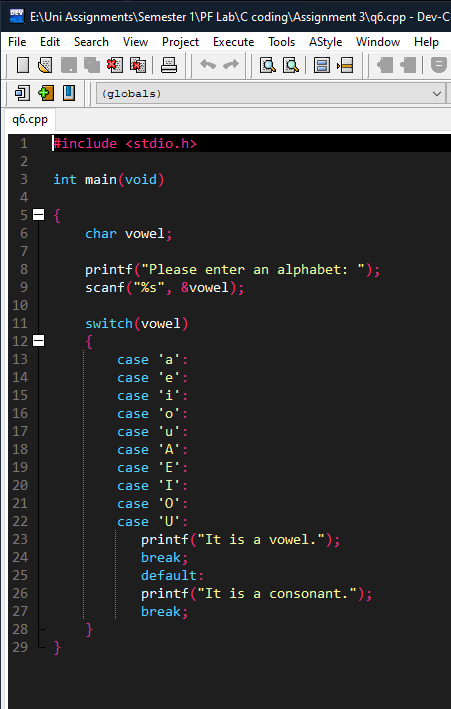 E:\Uni Assignments\Semester 1\PF Lab\C coding\Assignment 3\q6.cpp - Dev-C
File Edit Search View Project Execute Tools AStyle Window Help
(globals)
q6.cpp
1 #include <stdio.h>
2
3 int main(void)
4
5 {
6 char vowel;
7
8 printf("Please enter an alphabet: ");
9 scanf("%s", &vowel);
10
11 switch(vowel)
12 {
13 case 'a':
14 case 'e':
15 case 'i':
16 case 'o':
17 case 'u':
18 case 'A':
19 case 'E':
20 case 'I':
21 case 'O':
22 case 'U':
23 printf("It is a vowel.");
24 break;
25 default:
26 printf("It is a consonant.");
27 break;
28 }
29 }